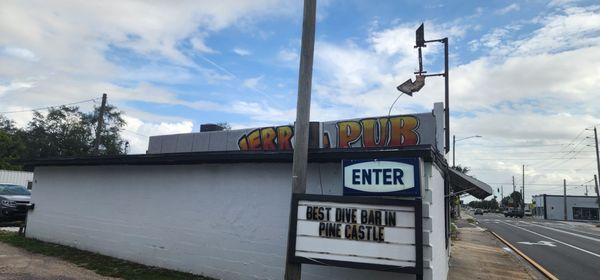 PUB
ENTER
BEST DIVE BAR IN
PINE CASTLE